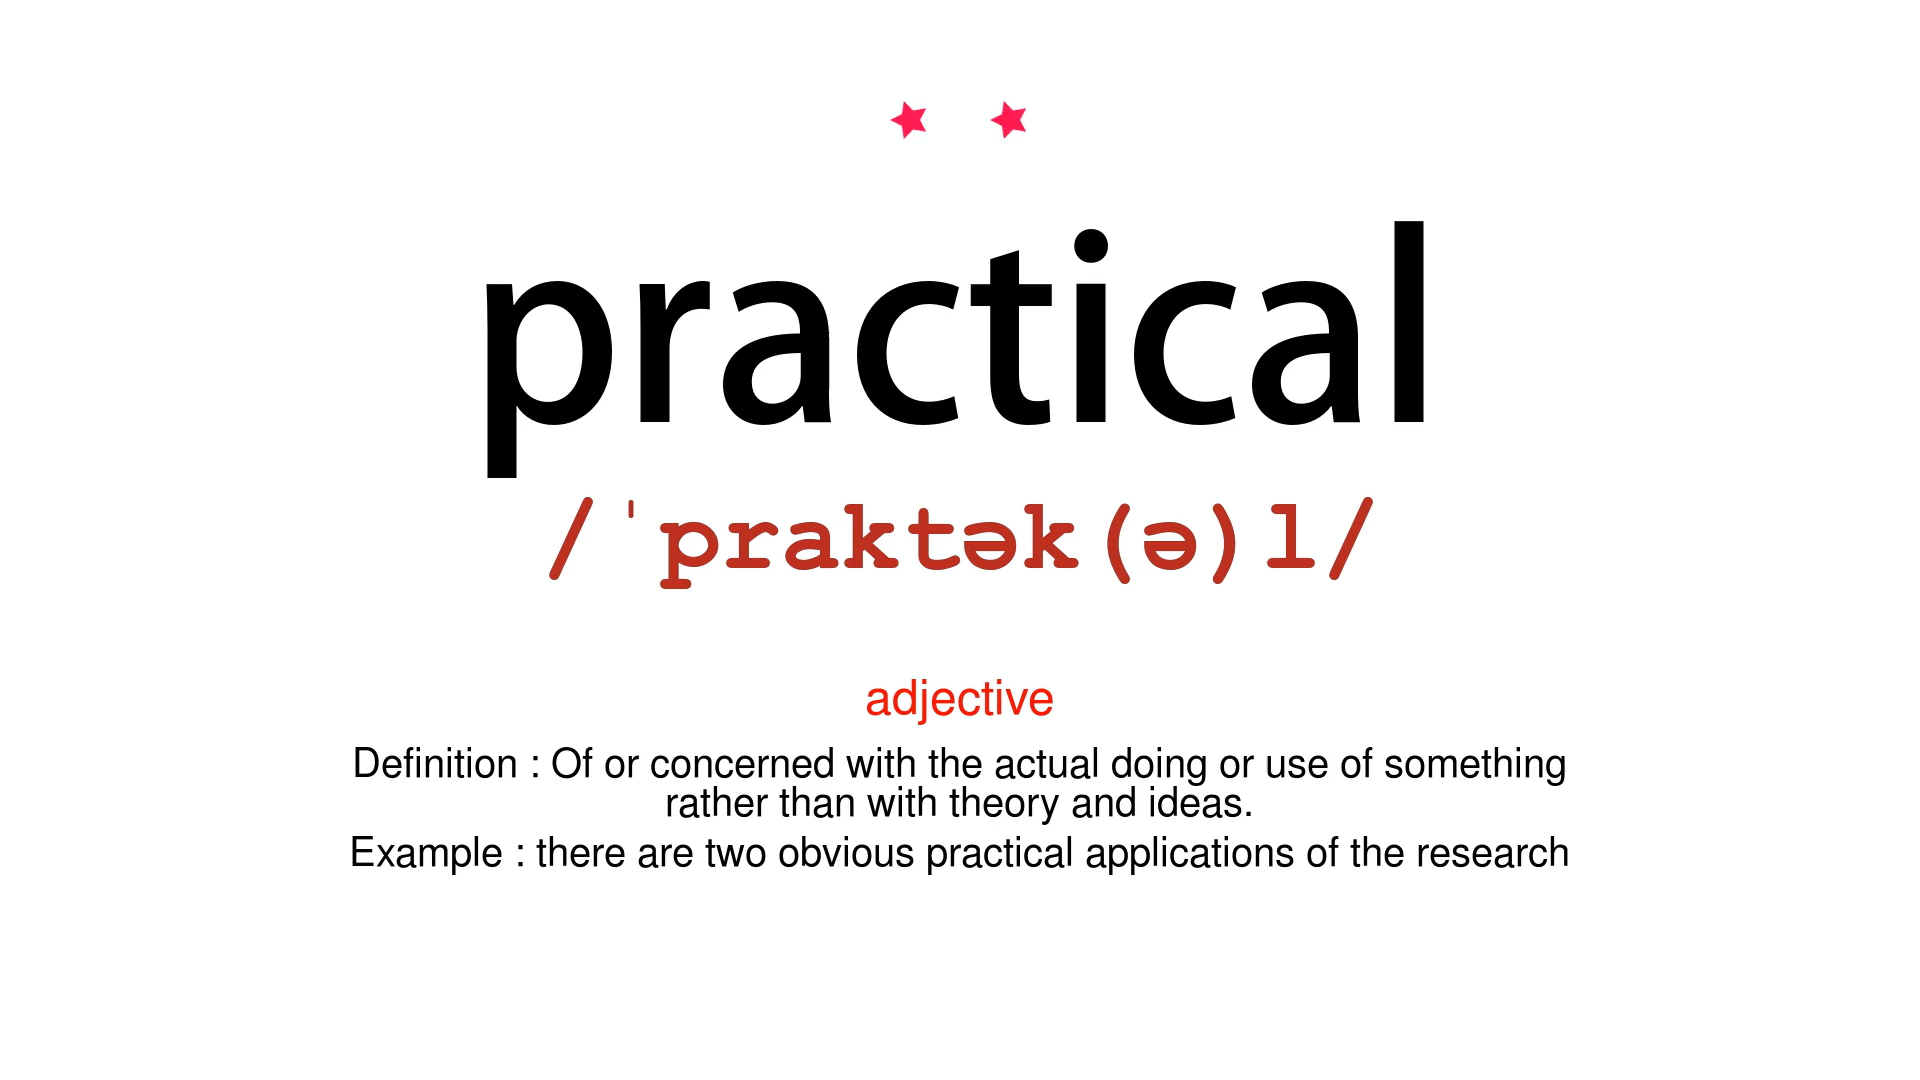 practical
/ˈpraktək(ə)l/
adjective
Definition : Of or concerned with the actual doing or use of something
rather than with theory and ideas.
Example : there are two obvious practical applications of the research